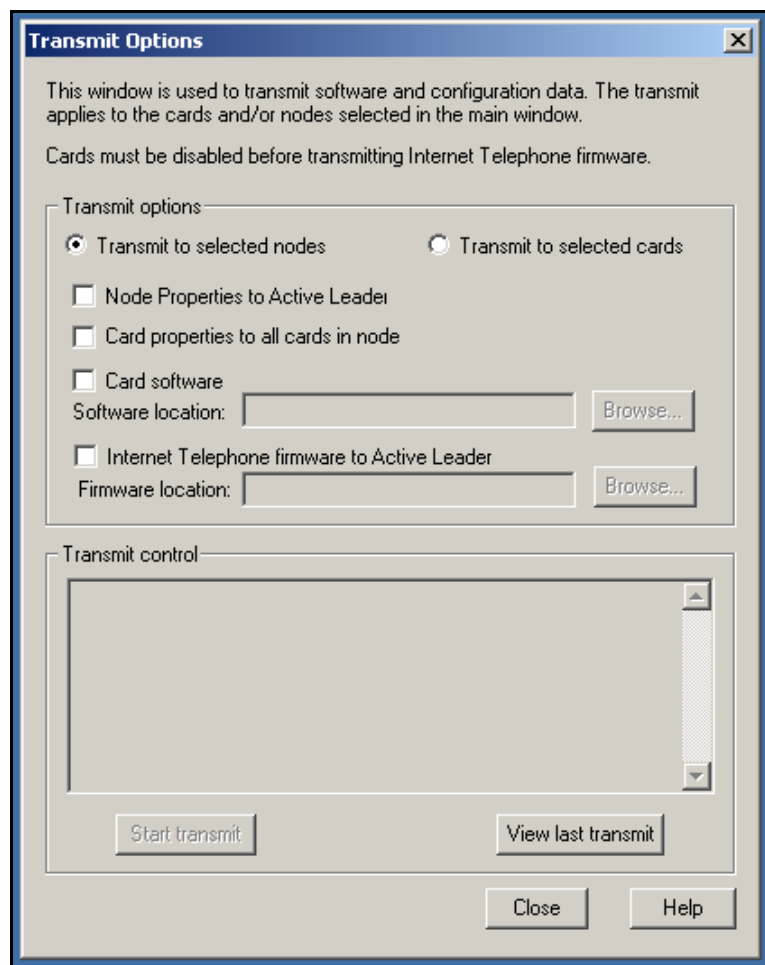 Transmit Options
This window is used to transmit software and configuration data. The transmit
applies to the cards and/or nodes selected in the main window.
Cards must be disabled before transmitting Internet Telephone firmware.
Transmit options
Transmit to selected nodes
Transmit to selected cards
Node Properties to Active Leader
Card properties to all cards in node
Card software
Software location:
Browse...
Internet Telephone firmware to Active Leader
Firmware location:
Browse...
Transmit control
Start transmit
View last transmit
Close
Help